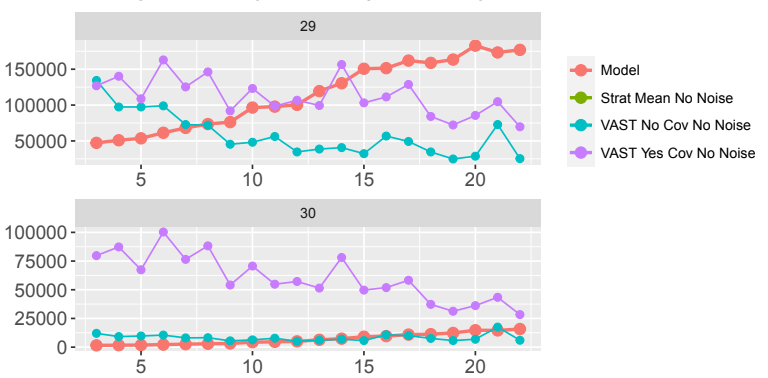 29
150000
100000
50000
5 10 15 20
30
100000
75000
50000
25000
0
5 10 15 20
Model
Strat Mean No Noise
VAST No Cov No Noise
VAST Yes Cov No Noise